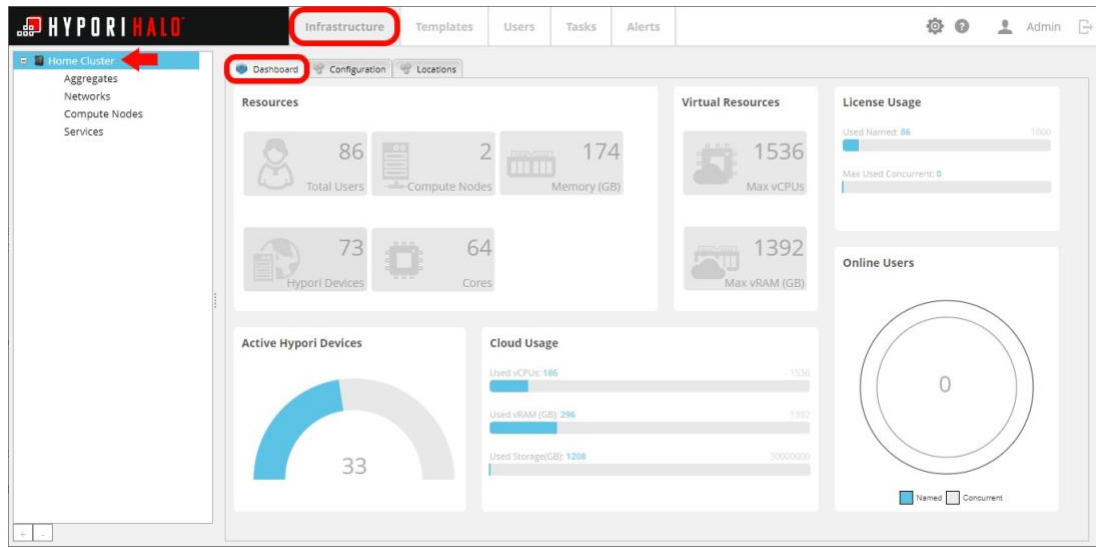 HYPORI HALO
Infrastructure
Templates
Users
Tasks
Alerts
Admin
Home Cluster
Aggregates
Networks
Compute Nodes
Services
Dashboard
Configuration
Locations
Resources
86
Total Users
2
Compute Nodes
174
Memory (GB)
73
Hypori Devices
64
Cores
Virtual Resources
1536
Max vCPUs
1392
Max vRAM (GB)
License Usage
Used Named: 86
1000
Max Used Concurrent: 0
Online Users
0
Named
Concurrent
Active Hypori Devices
33
Cloud Usage
Used vCPUs: 186
1536
Used vRAM (GB): 296
1392
Used Storage(GB): 1208
30000000
+
-